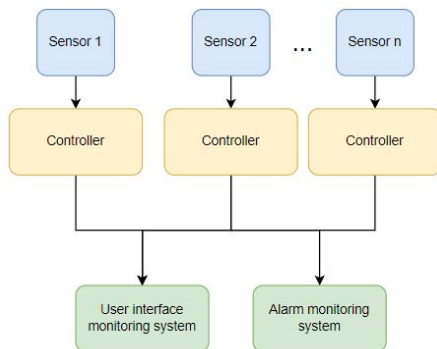 Sensor 1
Sensor 2
...
Sensor n
Controller
Controller
Controller
User interface
monitoring system
Alarm monitoring
system